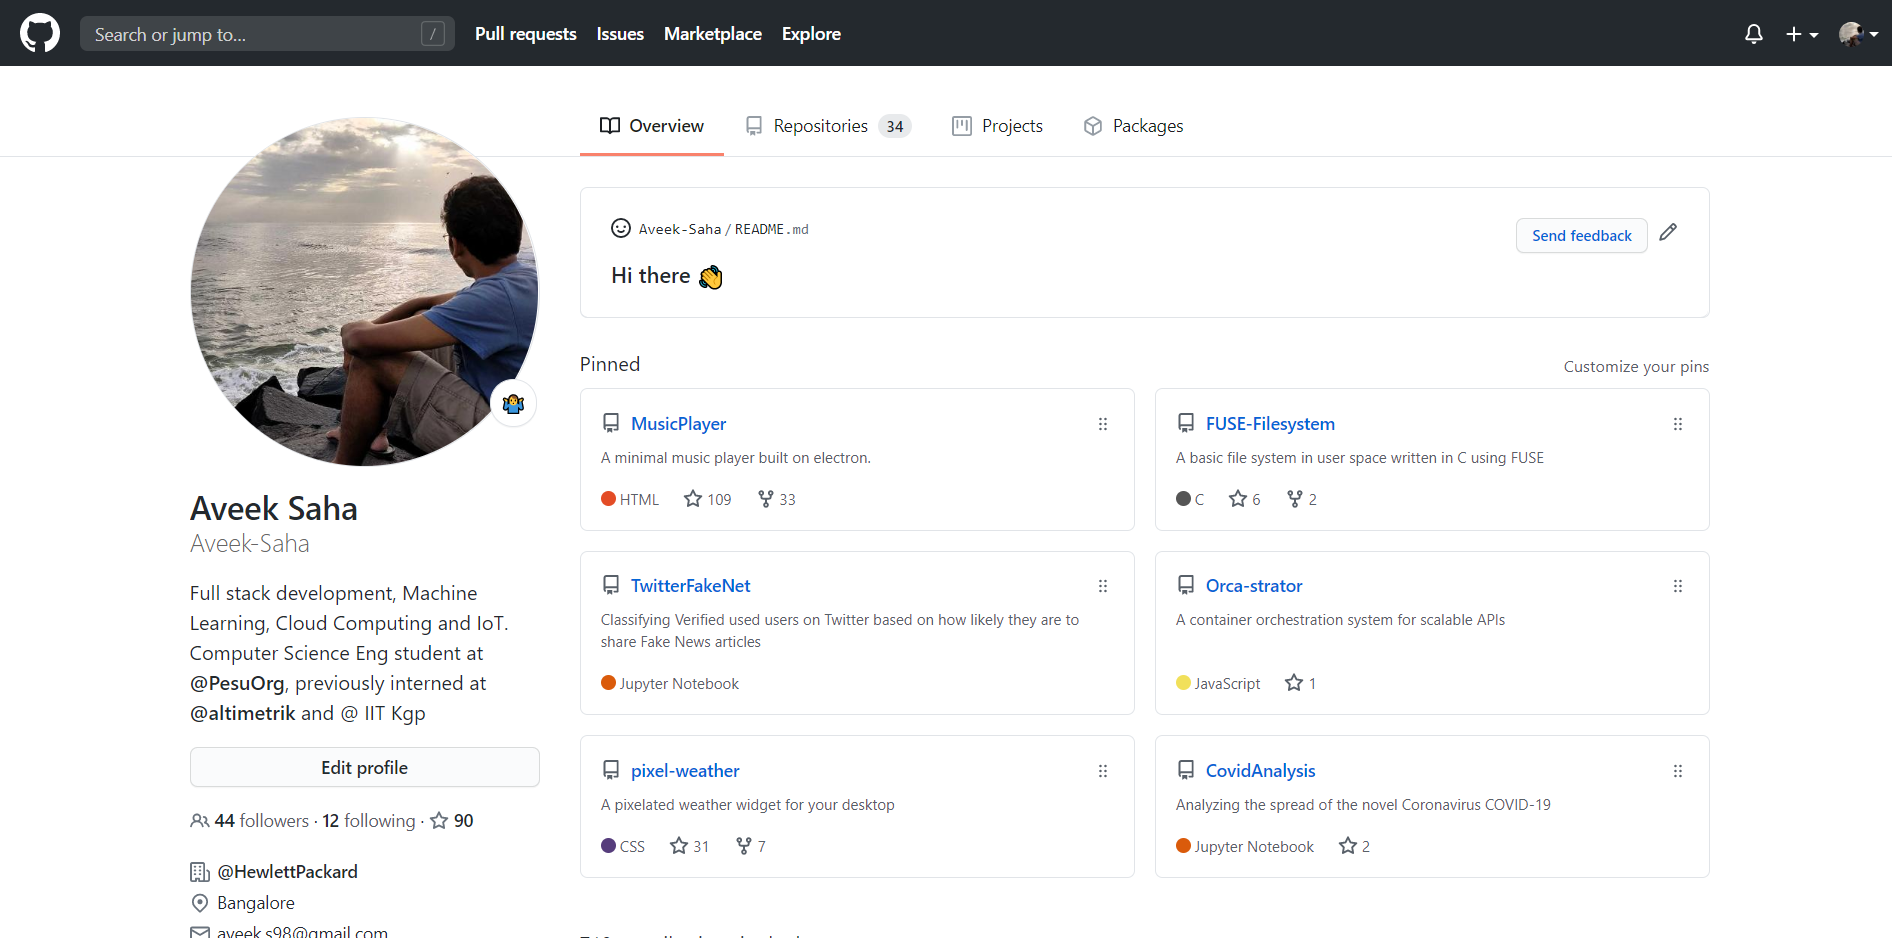 Search or jump to...
/
Pull requests
Issues
Marketplace
Explore
Overview
Repositories 34
Projects
Packages
Aveek-Saha/README.md
Send feedback
Hi there 👋
Aveek Saha
Aveek-Saha
Full stack development, Machine
Learning, Cloud Computing and IoT.
Computer Science Eng student at
@PesuOrg, previously interned at
@altimetrik and @ IIT Kgp
Edit profile
44 followers · 12 following · 90
@HewlettPackard
Bangalore
aveek.s98@gmail.com
Pinned
Customize your pins
MusicPlayer
A minimal music player built on electron.
HTML 109 33
FUSE-Filesystem
A basic file system in user space written in C using FUSE
C 6 2
TwitterFakeNet
Classifying Verified used users on Twitter based on how likely they are to
share Fake News articles
Jupyter Notebook
Orca-strator
A container orchestration system for scalable APIs
JavaScript 1
pixel-weather
A pixelated weather widget for your desktop
CSS 31 7
CovidAnalysis
Analyzing the spread of the novel Coronavirus COVID-19
Jupyter Notebook 2